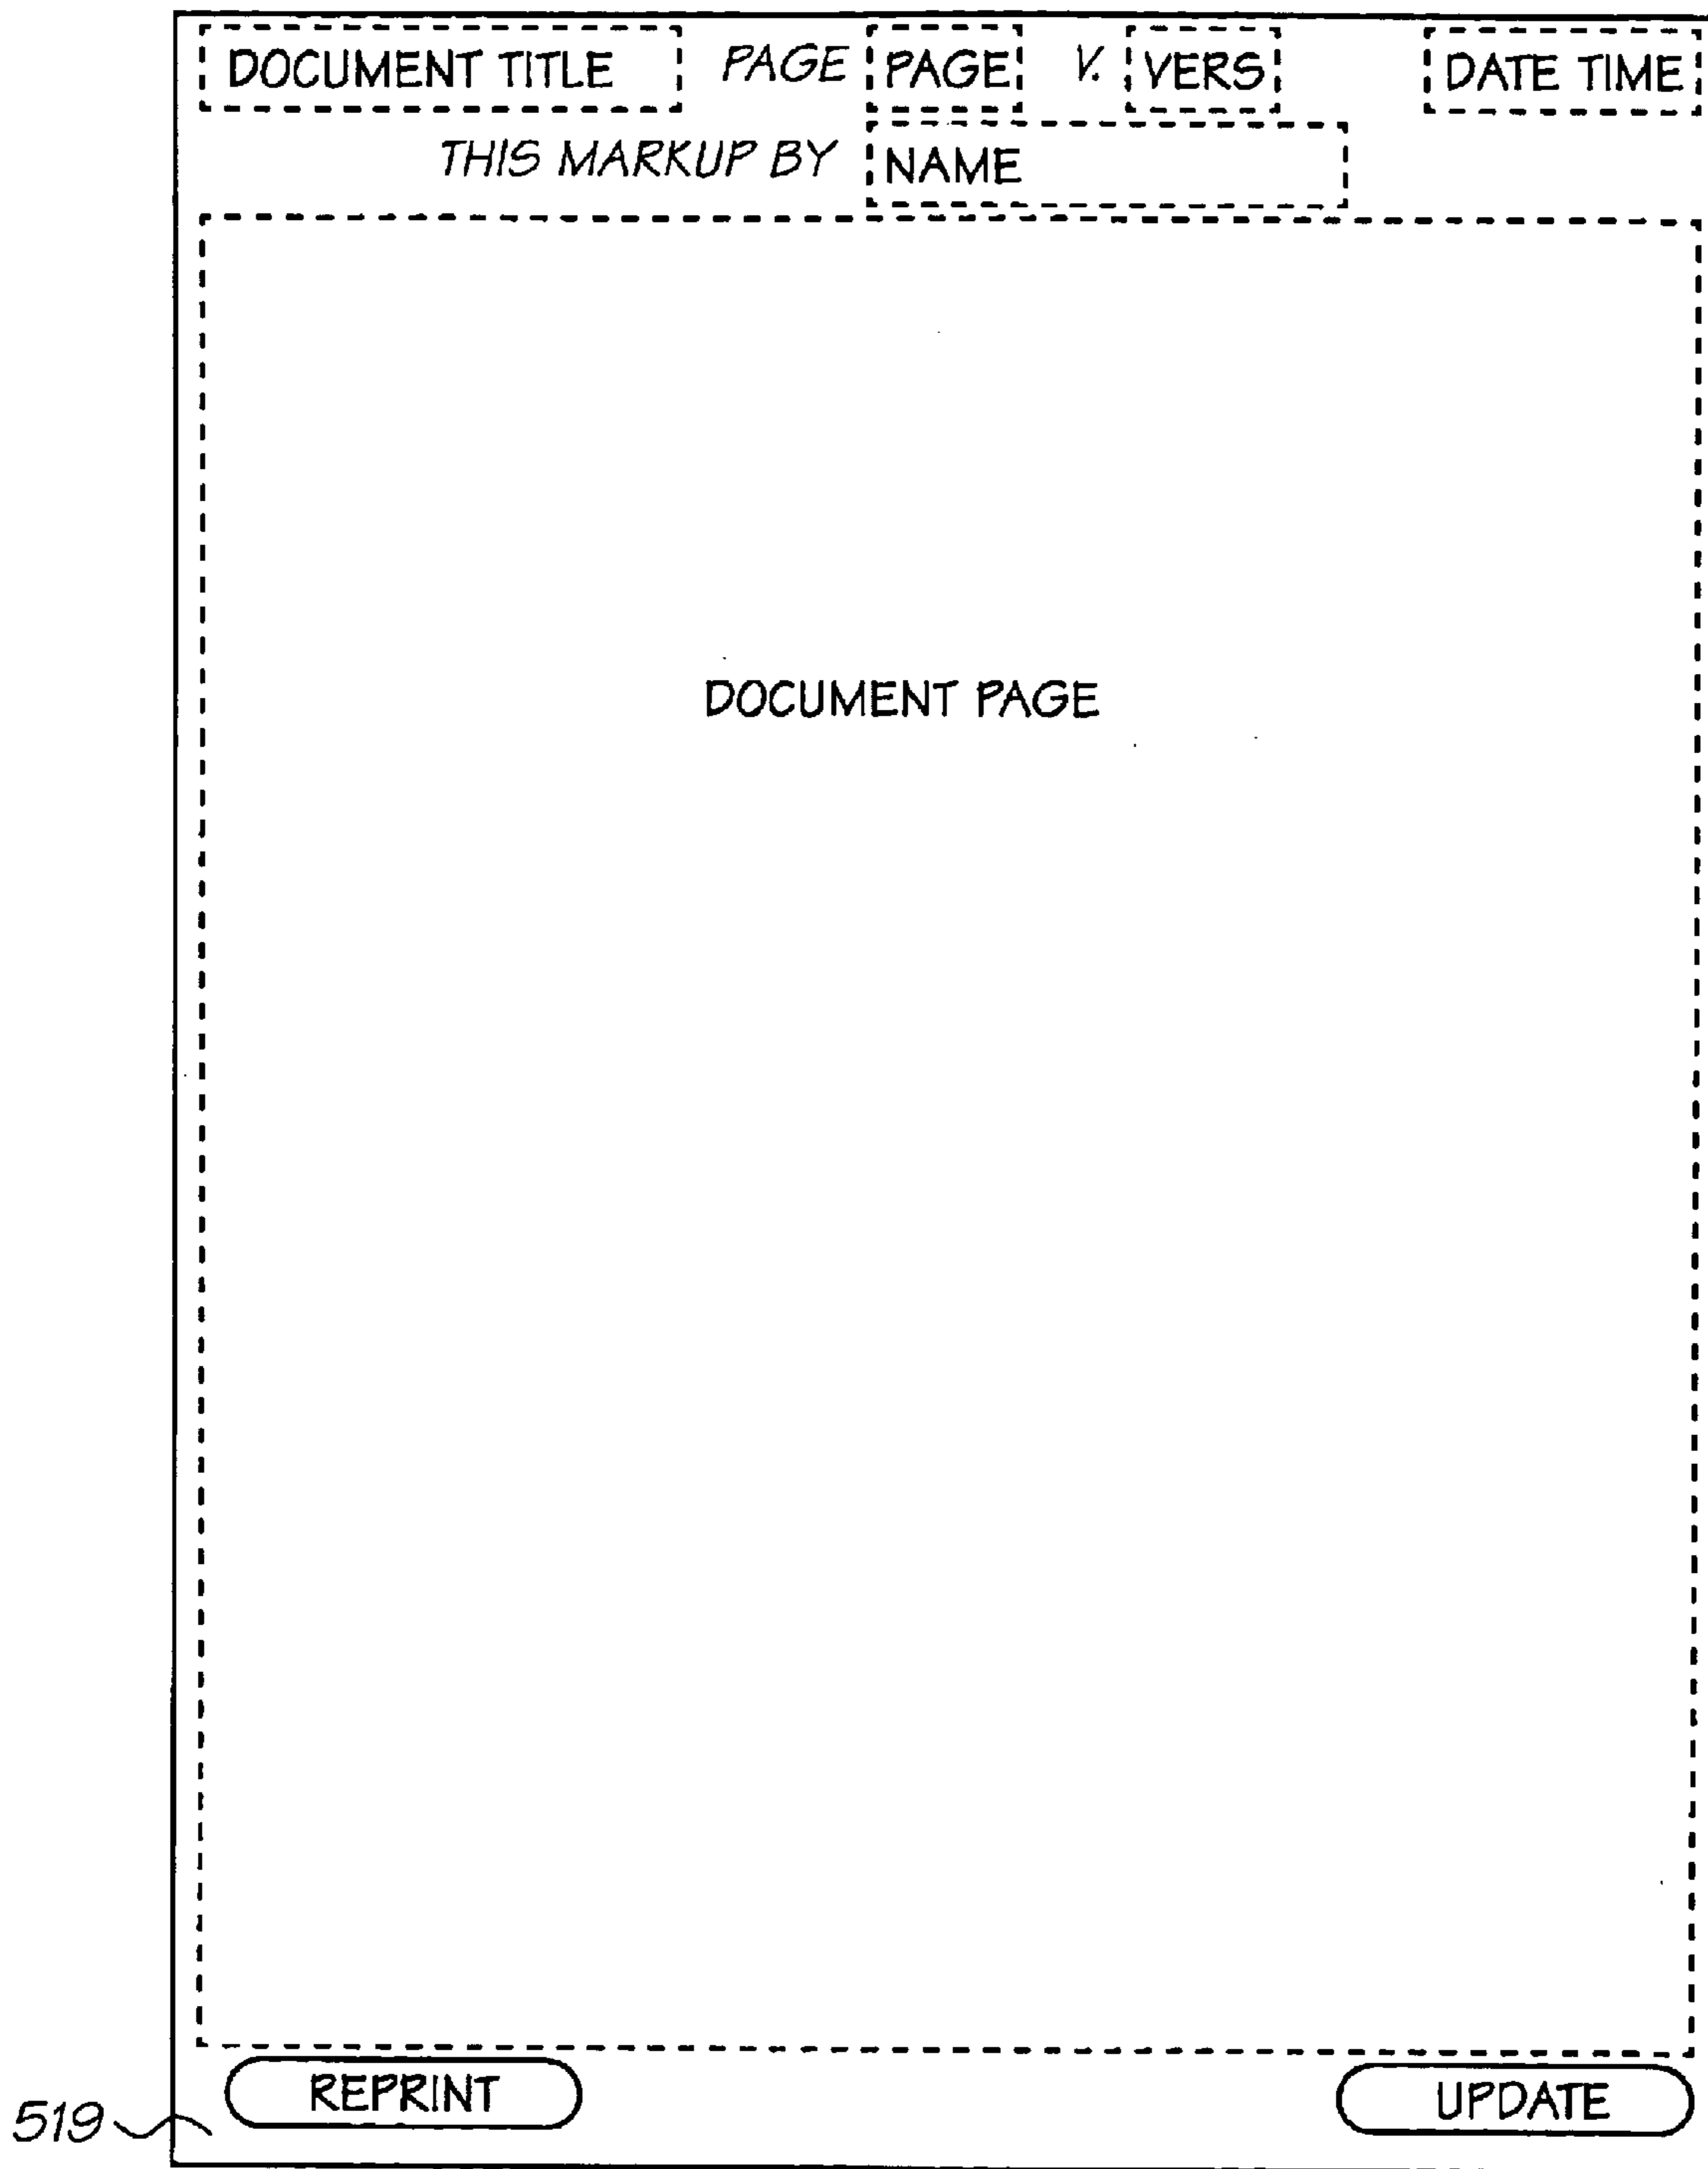 DOCUMENT TITLE PAGE PAGE V. VERS DATE TIME
THIS MARKUP BY NAME
DOCUMENT PAGE
REPRINT UPDATE
519